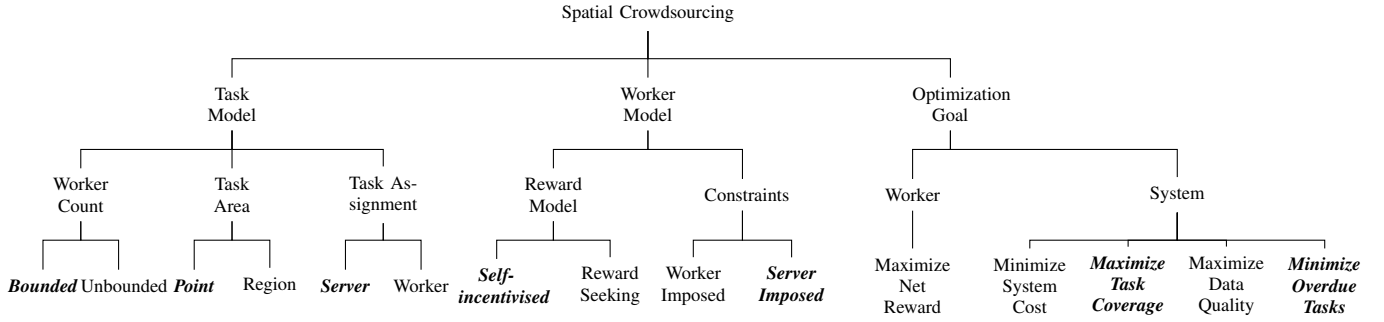 Spatial Crowdsourcing
Task
Model
Worker
Model
Optimization
Goal
Worker
Count
Task
Area
Task As-
signment
Reward
Model
Constraints
Worker
System
Bounded
Unbounded
Point
Region
Server
Worker
Self-
incentivised
Reward
Seeking
Worker
Imposed
Server
Imposed
Maximize
Net
Reward
Minimize
System
Cost
Maximize
Task
Coverage
Maximize
Data
Quality
Minimize
Overdue
Tasks